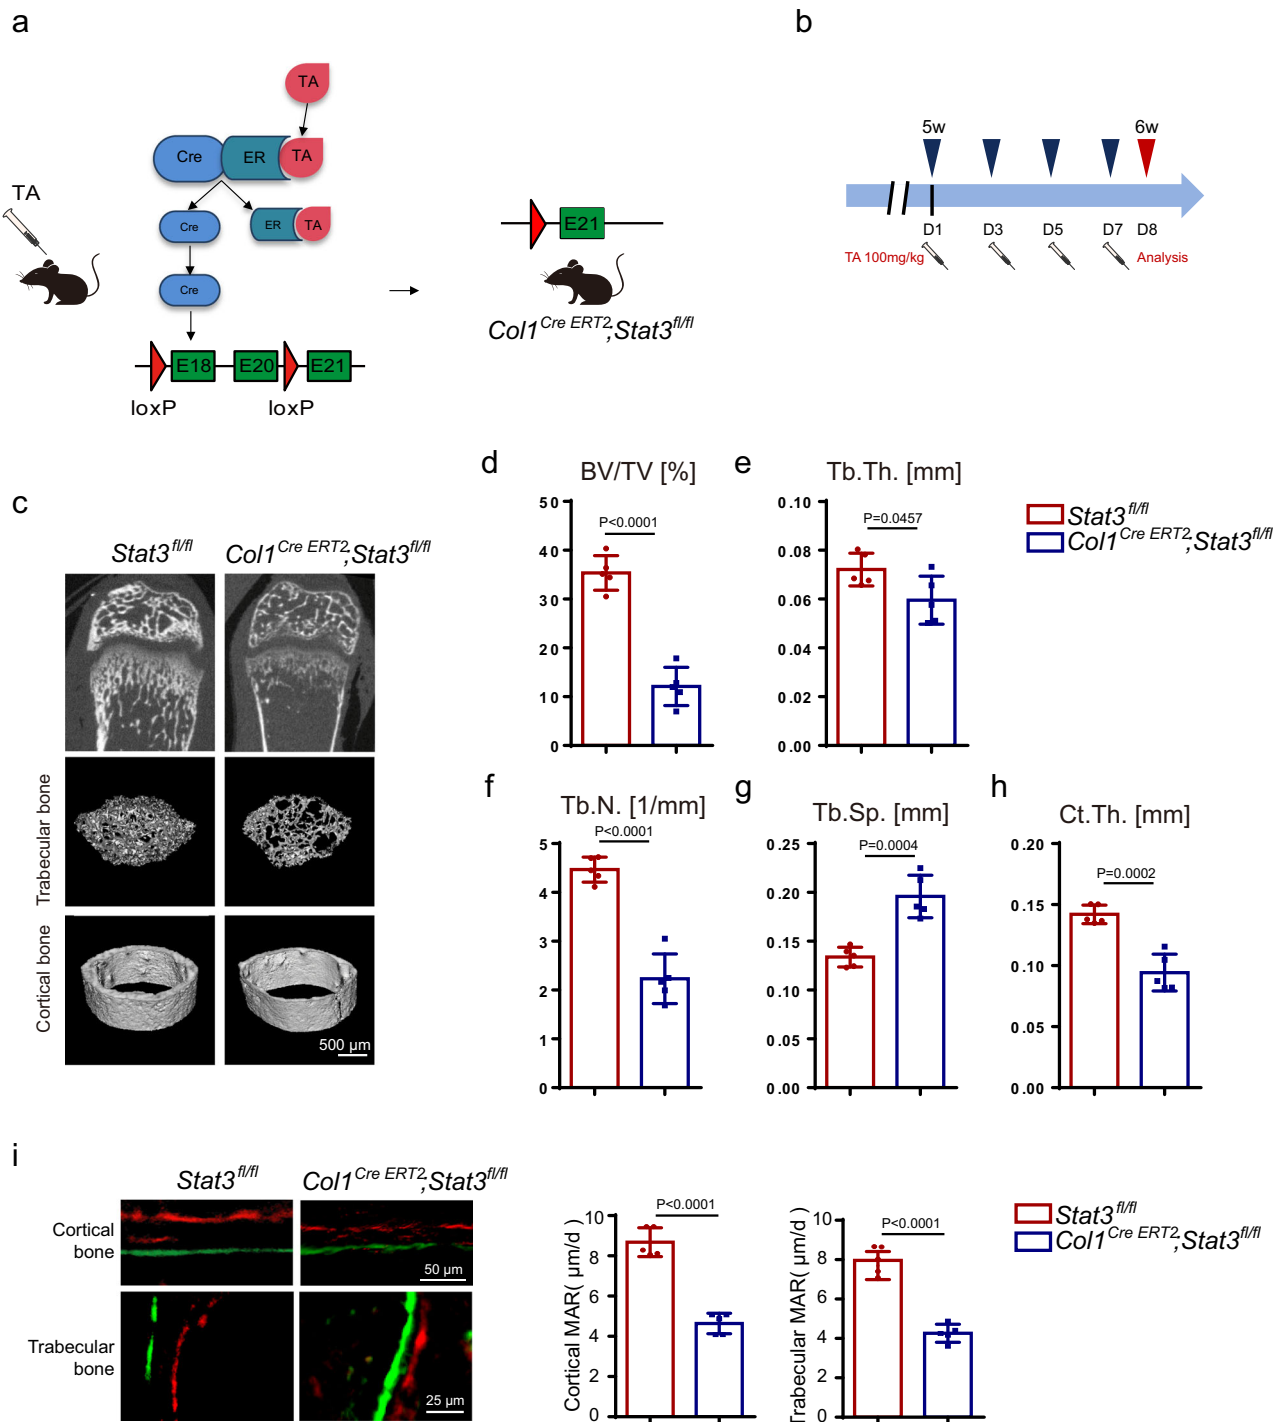 a
TA
Cre ER TA
TA
Cre ER TA
Cre
E18 E20 E21
loxP loxP
E21
Col1Cre ERT2;Stat3fl/fl
b
5w 6w
D1 D3 D5 D7 D8
TA 100mg/kg Analysis
c
Stat3fl/fl Col1Cre ERT2;Stat3fl/fl
Trabecular bone
Cortical bone
500 µm
d
BV/TV [%]
P<0.0001
50
40
30
20
10
0
e
Tb.Th. [mm]
P=0.0457
0.10
0.08
0.06
0.04
0.02
0.00
Stat3fl/fl
Col1Cre ERT2;Stat3fl/fl
f
Tb.N. [1/mm]
P<0.0001
5
4
3
2
1
0
g
Tb.Sp. [mm]
P=0.0004
0.25
0.20
0.15
0.10
0.05
0.00
h
Ct.Th. [mm]
P=0.0002
0.20
0.15
0.10
0.05
0.00
i
Stat3fl/fl Col1Cre ERT2;Stat3fl/fl
Cortical
bone
50 µm
Trabecular
bone
25 µm
Cortical MAR( µm/d )
P<0.0001
10
8
6
4
2
0
Trabecular MAR( µm/d )
P<0.0001
10
8
6
4
2
0
Stat3fl/fl
Col1Cre ERT2;Stat3fl/fl